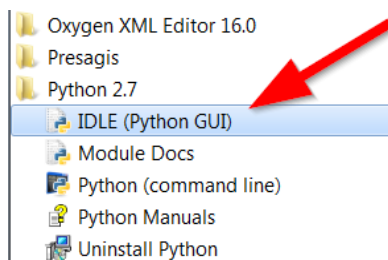 Oxygen XML Editor 16.0
Presagis
Python 2.7
IDLE (Python GUI)
Module Docs
Python (command line)
Python Manuals
Uninstall Python